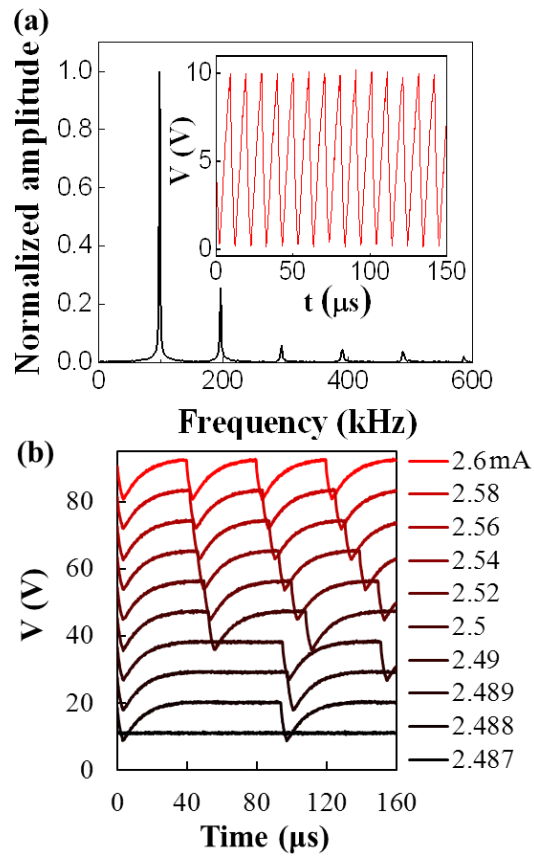 (a)
Normalized amplitude
1.0
0.8
0.6
0.4
0.2
0.0
0 200 400 600
Frequency (kHz)
V (V)
10
5
0
0 50 100 150
t (μs)
(b)
V (V)
80
60
40
20
0
0 40 80 120 160
Time (μs)
2.6mA
2.58
2.56
2.54
2.52
2.5
2.49
2.489
2.488
2.487